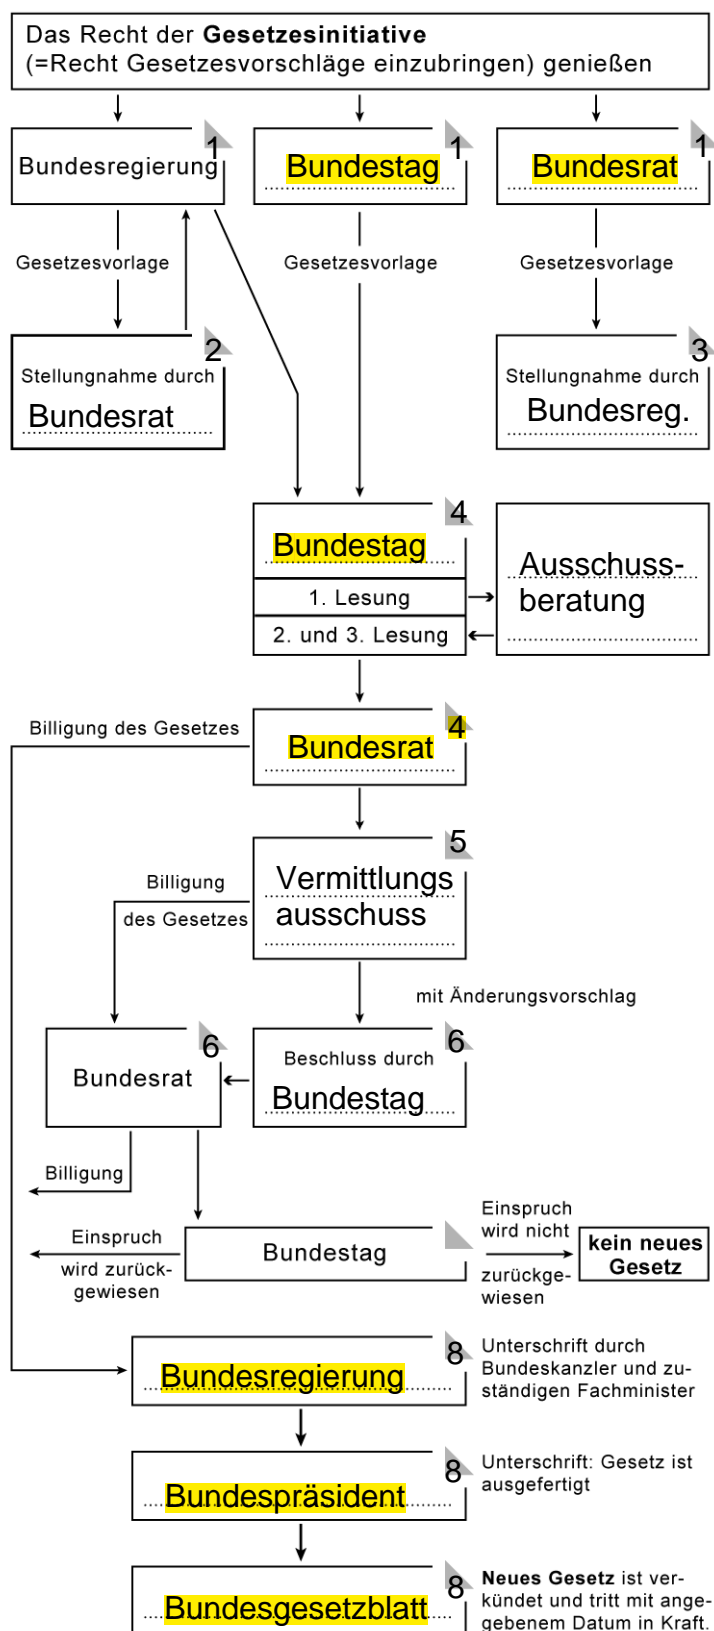 Das Recht der Gesetzesinitiative
(=Recht Gesetzesvorschläge einzubringen) genießen
1
Bundesregierung
1
Bundestag
1
Bundesrat
Gesetzesvorlage
Gesetzesvorlage
Gesetzesvorlage
2
Stellungnahme durch
Bundesrat
3
Stellungnahme durch
Bundesreg.
4
Bundestag
1. Lesung
2. und 3. Lesung
Ausschuss-
beratung
Billigung des Gesetzes
4
Bundesrat
5
Vermittlungs
ausschuss
Billigung
des Gesetzes
mit Änderungsvorschlag
6
Bundesrat
6
Beschluss durch
Bundestag
Billigung
Einspruch
wird zurück-
gewiesen
Bundestag
Einspruch
wird nicht
zurückge-
wiesen
kein neues
Gesetz
8
Bundesregierung
Unterschrift durch
Bundeskanzler und zu-
ständigen Fachminister
8
Bundespräsident
Unterschrift: Gesetz ist
ausgefertigt
8
Bundesgesetzblatt
Neues Gesetz ist ver-
kündet und tritt mit ange-
gebenem Datum in Kraft.